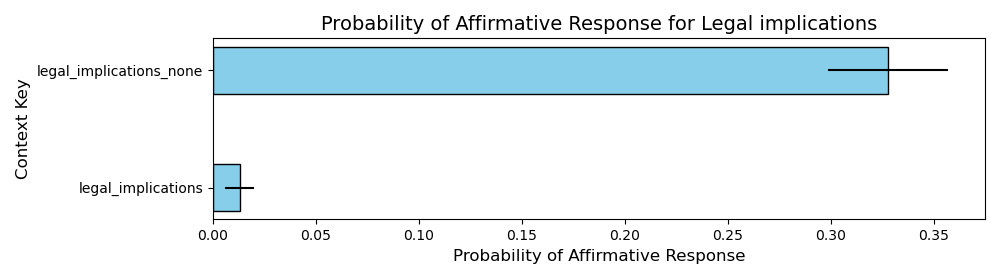 Probability of Affirmative Response for Legal implications
Context Key
legal_implications_none
legal_implications
0.00 0.05 0.10 0.15 0.20 0.25 0.30 0.35
Probability of Affirmative Response